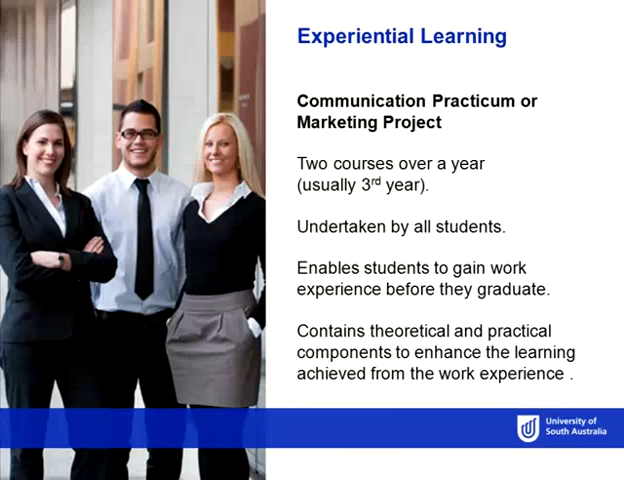 Experiential Learning
Communication Practicum or
Marketing Project
Two courses over a year
(usually 3rd year).
Undertaken by all students.
Enables students to gain work
experience before they graduate.
Contains theoretical and practical
components to enhance the learning
achieved from the work experience .
University of
South Australia